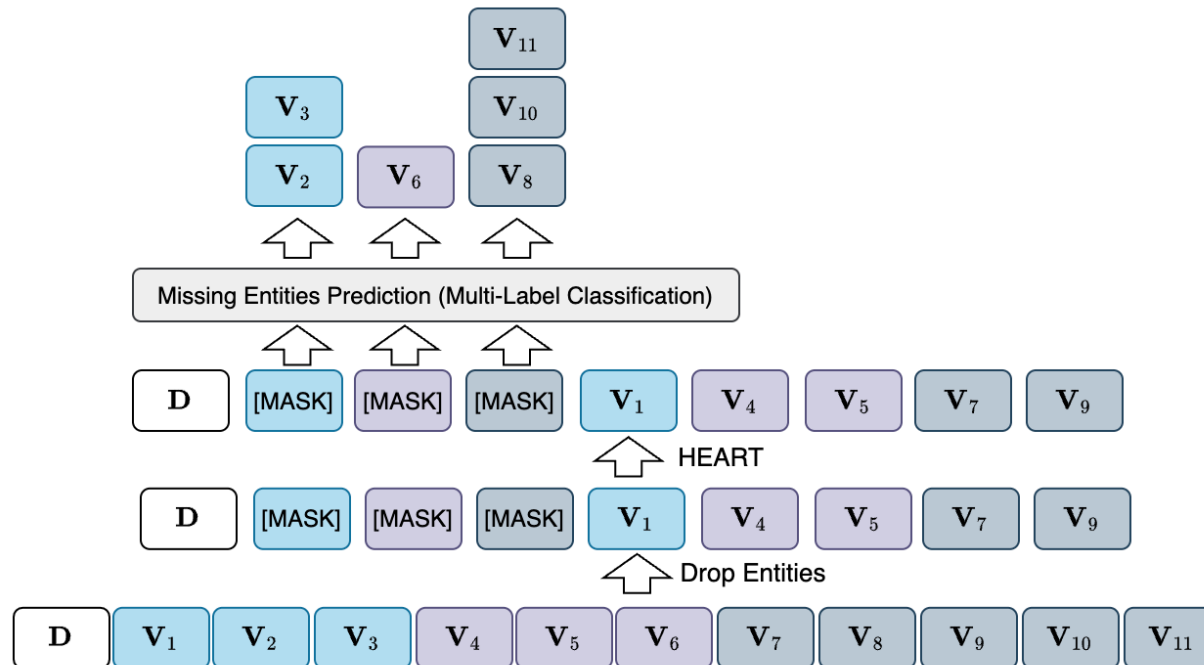 V₁₁
V₃ V₁₀
V₂ V₆ V₈
Missing Entities Prediction (Multi-Label Classification)
D [MASK] [MASK] [MASK] V₁ V₄ V₅ V₇ V₉
HEART
D [MASK] [MASK] [MASK] V₁ V₄ V₅ V₇ V₉
Drop Entities
D V₁ V₂ V₃ V₄ V₅ V₆ V₇ V₈ V₉ V₁₀ V₁₁